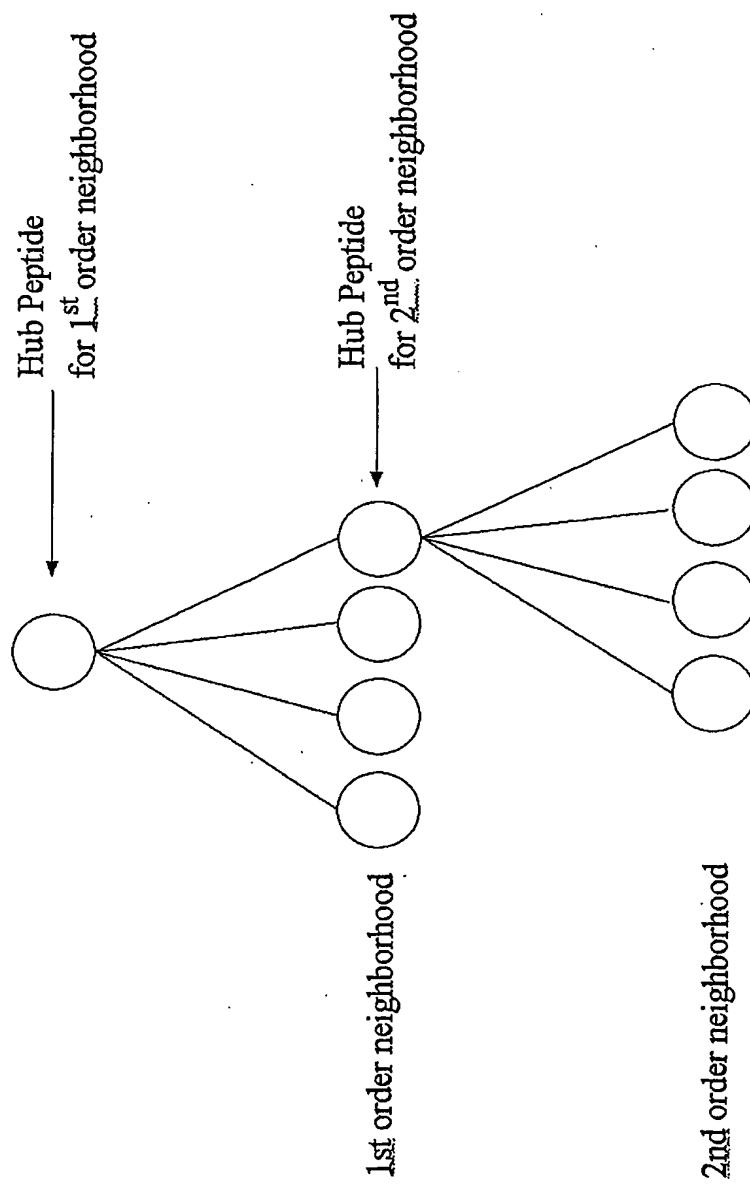 Hub Peptide
for 1st order neighborhood
Hub Peptide
for 2nd order neighborhood
1st order neighborhood
2nd order neighborhood